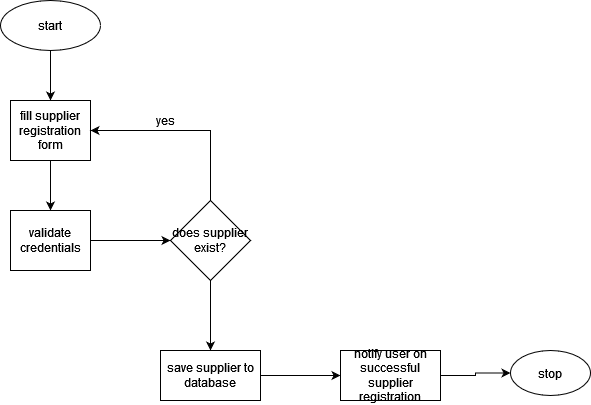 start
fill supplier
registration
form
yes
validate
credentials
does supplier
exist?
save supplier to
database
notify user on
successful
supplier
registration
stop